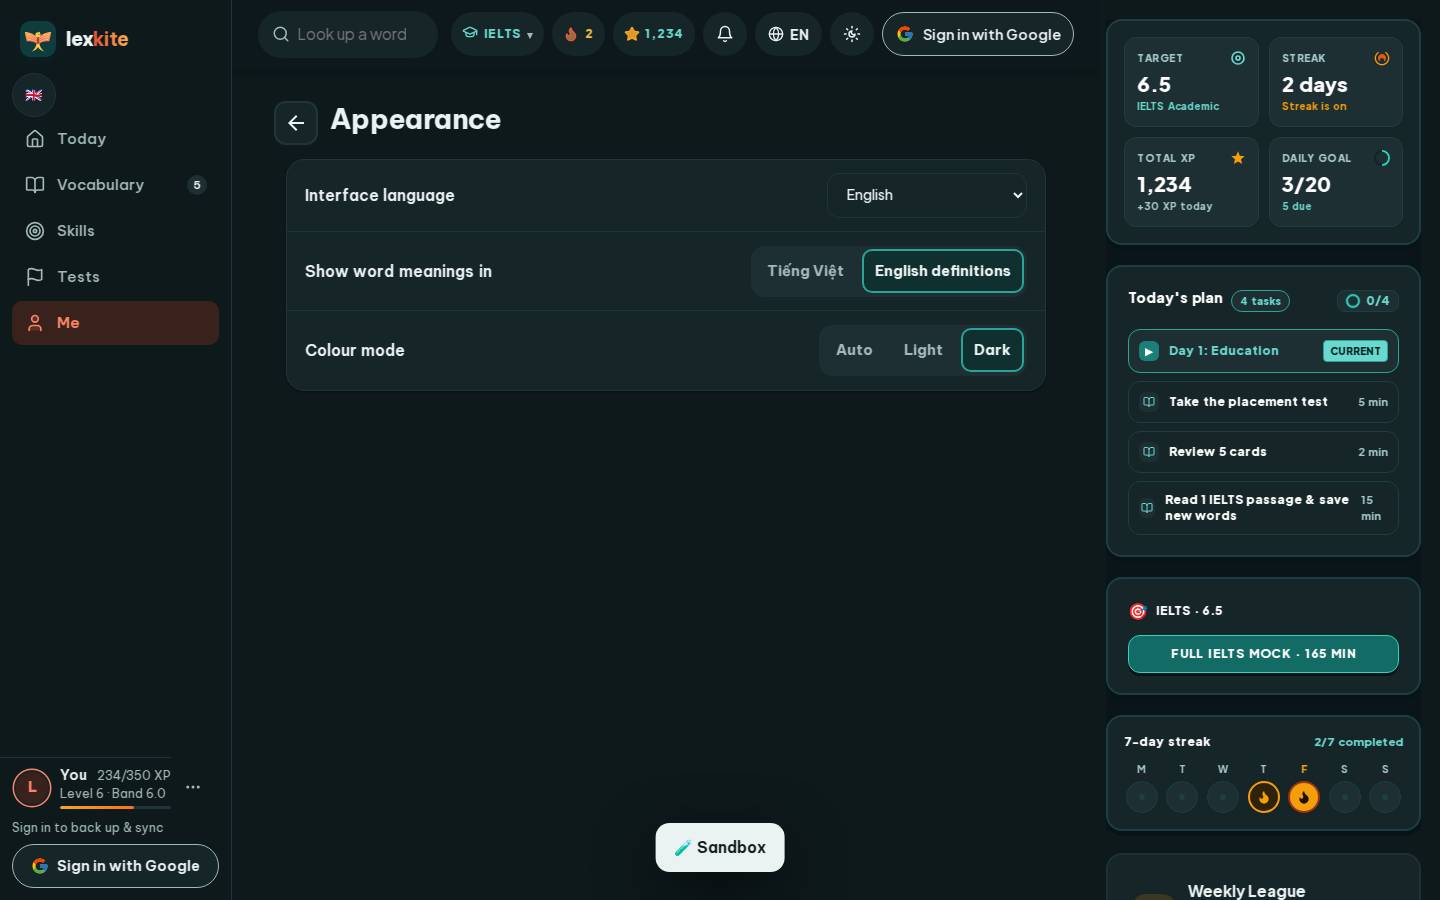 lexkite
Today
Vocabulary 5
Skills
Tests
Me
You 234/350 XP
Level 6 · Band 6.0
Sign in to back up & sync
Sign in with Google
Look up a word
IELTS ▾
2
1,234
EN
Sign in with Google
Appearance
Interface language English
Show word meanings in Tiếng Việt English definitions
Colour mode Auto Light Dark
🧪 Sandbox
TARGET
6.5
IELTS Academic
STREAK
2 days
Streak is on
TOTAL XP
1,234
+30 XP today
DAILY GOAL
3/20
5 due
Today's plan 4 tasks 0/4
Day 1: Education CURRENT
Take the placement test 5 min
Review 5 cards 2 min
Read 1 IELTS passage & save 15
new words min
🎯 IELTS · 6.5
FULL IELTS MOCK · 165 MIN
7-day streak 2/7 completed
M T W T F S S
Weekly League
L